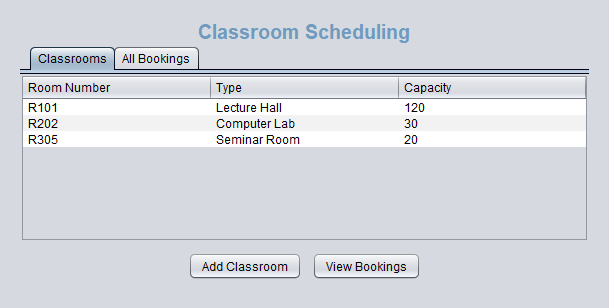 Classroom Scheduling
Classrooms All Bookings
Room Number Type Capacity
R101 Lecture Hall 120
R202 Computer Lab 30
R305 Seminar Room 20
Add Classroom View Bookings